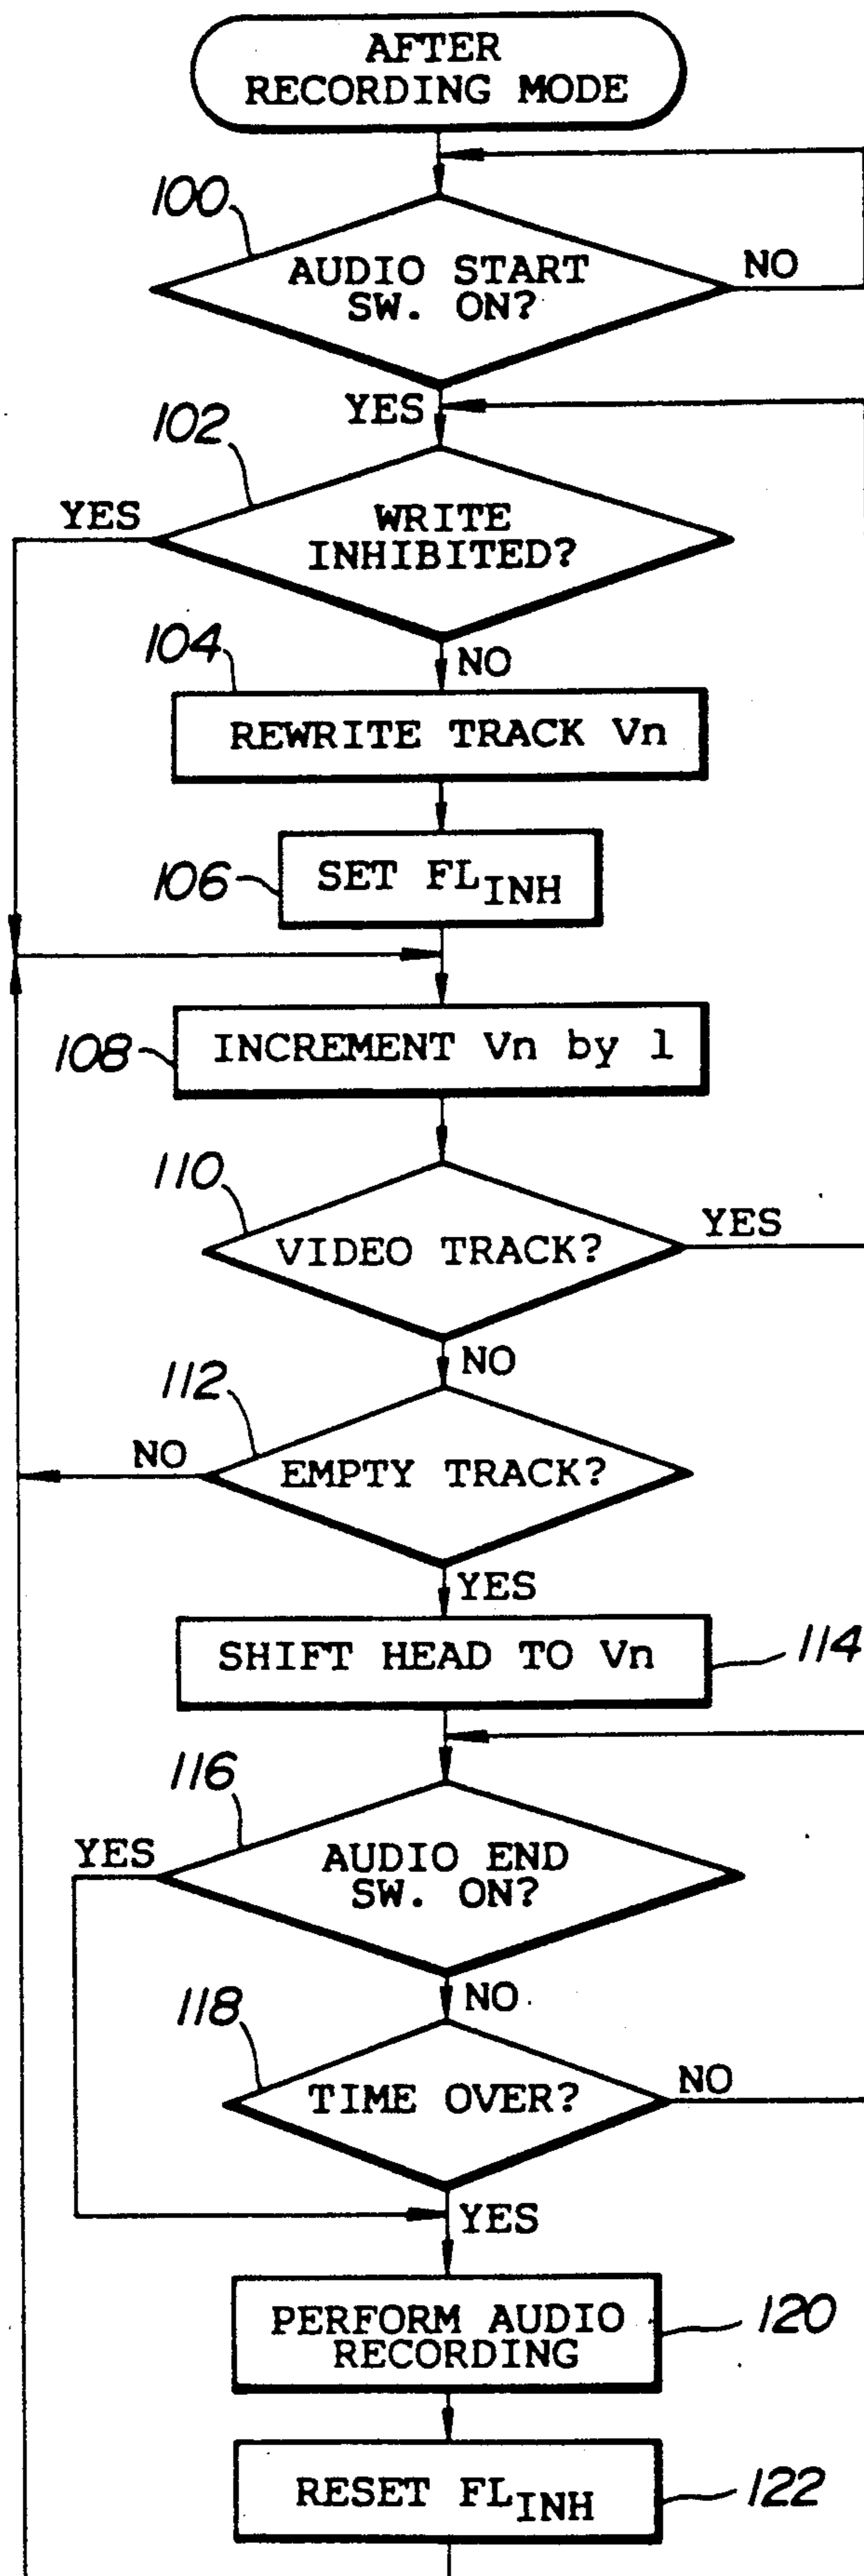 AFTER
RECORDING MODE
100
AUDIO START
SW. ON?
NO
YES
102
YES
WRITE
INHIBITED?
104
NO
REWRITE TRACK Vn
106
SET FLINH
108
INCREMENT Vn by 1
110
VIDEO TRACK?
YES
NO
112
NO
EMPTY TRACK?
YES
SHIFT HEAD TO Vn
114
116
YES
AUDIO END
SW. ON?
NO
118
TIME OVER?
NO
YES
PERFORM AUDIO
RECORDING
120
RESET FLINH
122